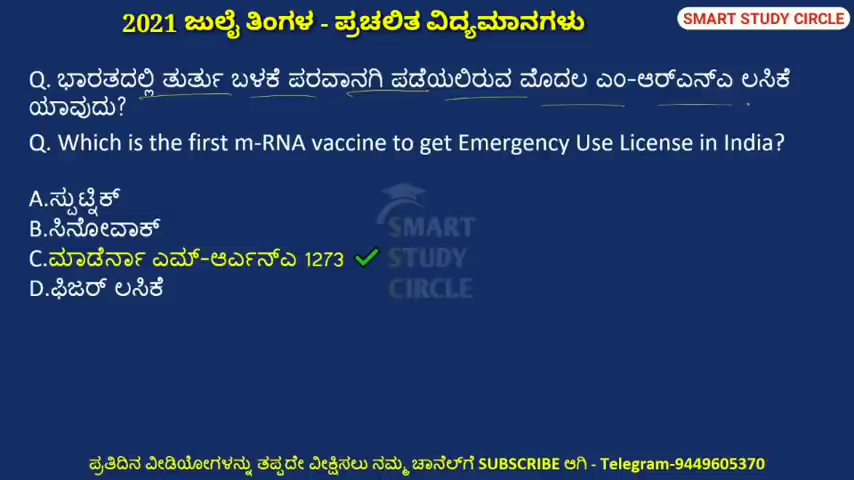 2021 ಜುಲೈ ತಿಂಗಳ - ಪ್ರಚಲಿತ ವಿದ್ಯಮಾನಗಳು
SMART STUDY CIRCLE
Q. ಭಾರತದಲ್ಲಿ ತುರ್ತು ಬಳಕೆ ಪರವಾನಗಿ ಪಡೆಯಲಿರುವ ಮೊದಲ ಎಂ-ಆರ್‌ಎನ್‌ಎ ಲಸಿಕೆ
ಯಾವುದು?
Q. Which is the first m-RNA vaccine to get Emergency Use License in India?
A.ಸ್ಪುಟ್ನಿಕ್
B.ಸಿನೋವಾಕ್
C.ಮಾಡೆರ್ನಾ ಎಮ್-ಆರ್ಎನ್ಎ 1273
D.ಫಿಜರ್ ಲಸಿಕೆ
SMART
STUDY
CIRCLE
ಪ್ರತಿದಿನ ವೀಡಿಯೋಗಳನ್ನು ತಪ್ಪದೇ ವೀಕ್ಷಿಸಲು ನಮ್ಮ ಚಾನೆಲ್‌ಗೆ SUBSCRIBE ಆಗಿ - Telegram-9449605370